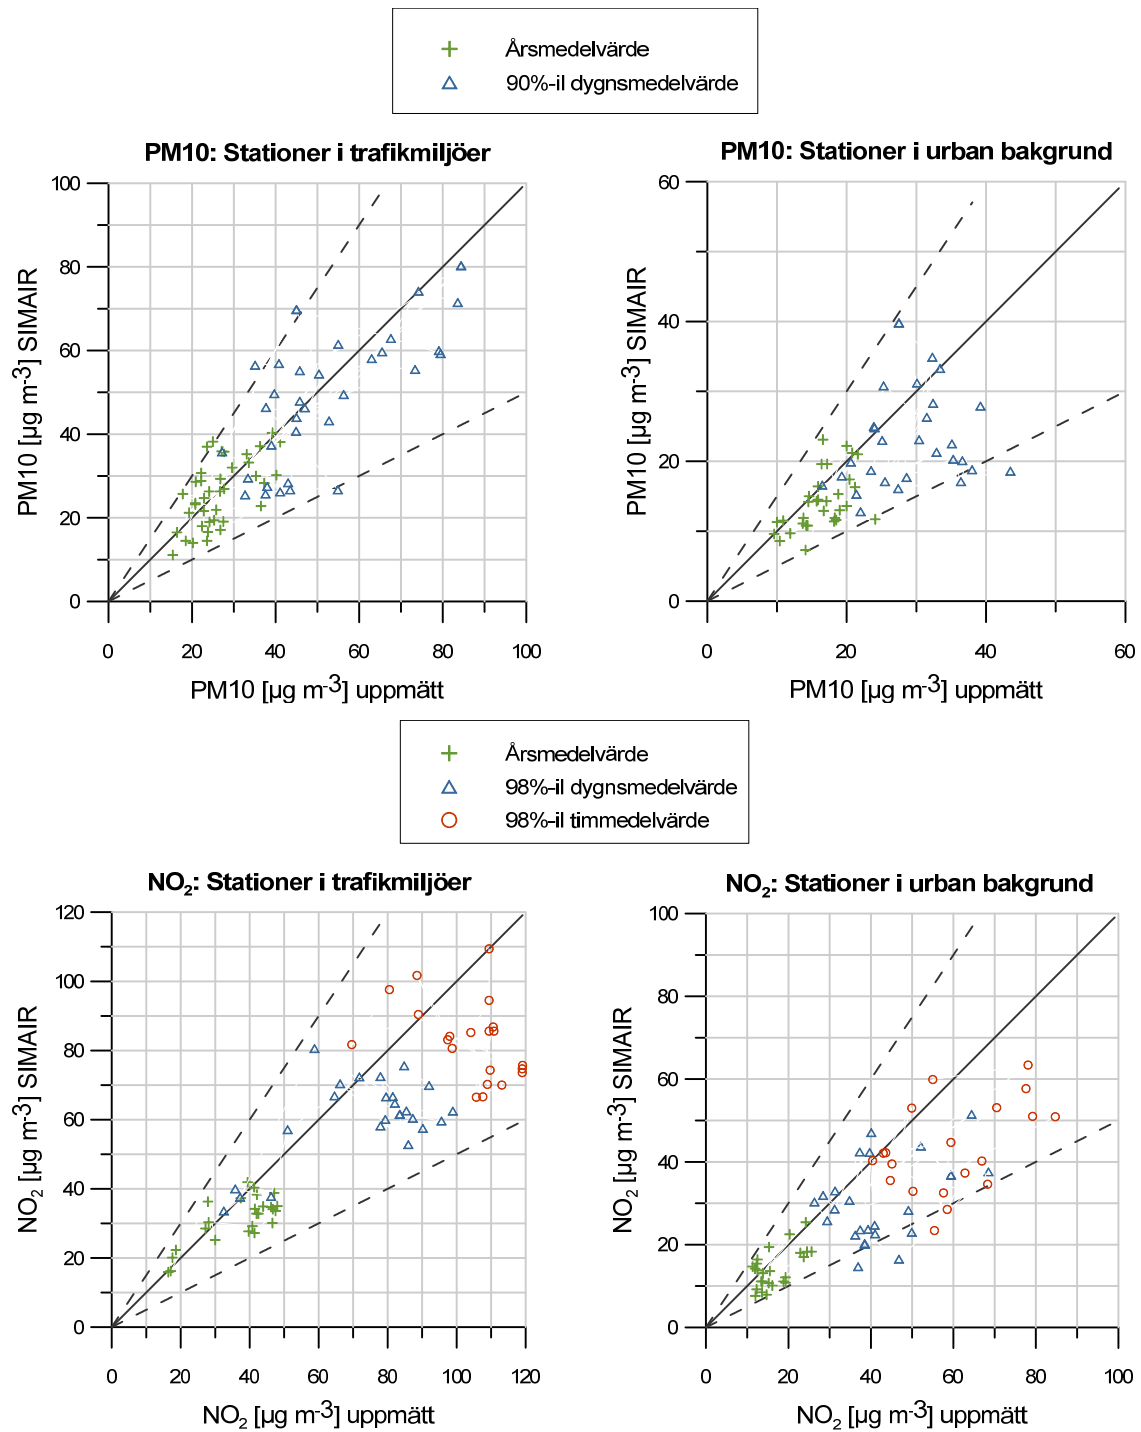 Årsmedelvärde
90%-il dygnsmedelvärde
PM10: Stationer i trafikmiljöer
100
80
60
40
20
0
0 20 40 60 80 100
PM10 [µg m-3] SIMAIR
PM10 [µg m-3] uppmätt
PM10: Stationer i urban bakgrund
60
40
20
0
0 20 40 60
PM10 [µg m-3] SIMAIR
PM10 [µg m-3] uppmätt
Årsmedelvärde
98%-il dygnsmedelvärde
98%-il timmedelvärde
NO2: Stationer i trafikmiljöer
120
100
80
60
40
20
0
0 20 40 60 80 100 120
NO2 [µg m-3] SIMAIR
NO2 [µg m-3] uppmätt
NO2: Stationer i urban bakgrund
100
80
60
40
20
0
0 20 40 60 80 100
NO2 [µg m-3] SIMAIR
NO2 [µg m-3] uppmätt